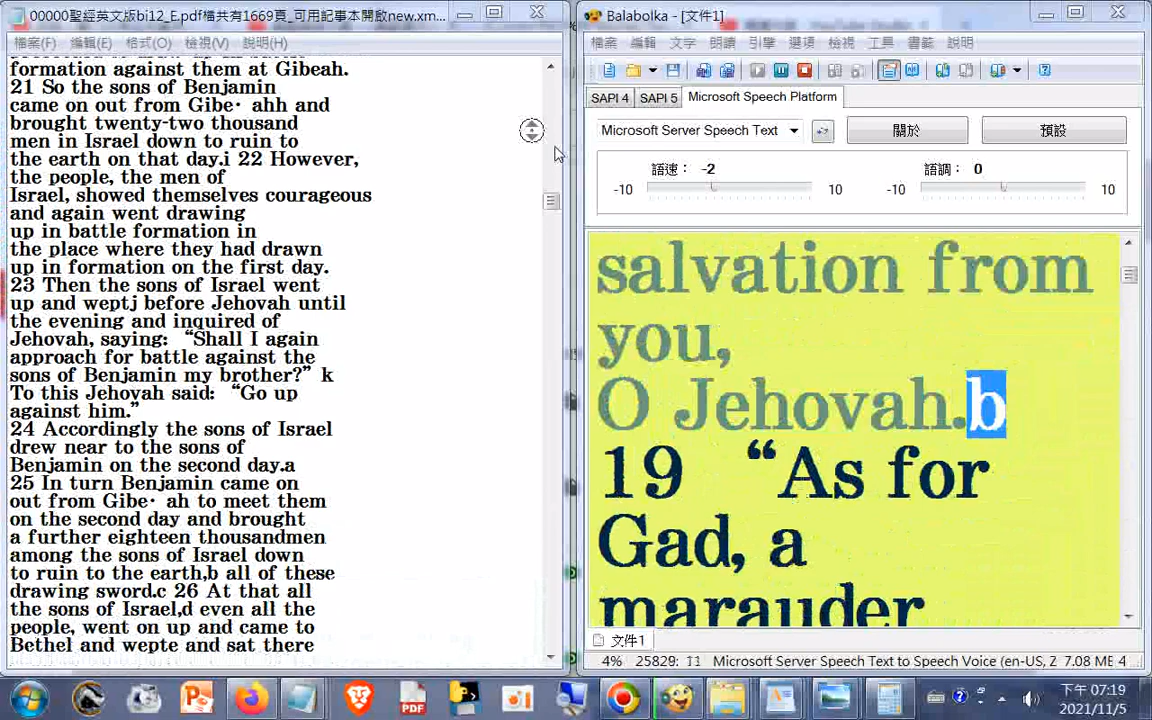 00000聖經英文版bi12_E.pdf檔共有1669頁_可用記事本開啟new.xm...
檔案(F) 編輯(E) 格式(O) 檢視(V) 說明(H)
formation against them at Gibeah.
21 So the sons of Benjamin
came on out from Gibe· ahh and
brought twenty-two thousand
men in Israel down to ruin to
the earth on that day.i 22 However,
the people, the men of
Israel, showed themselves courageous
and again went drawing
up in battle formation in
the place where they had drawn
up in formation on the first day.
23 Then the sons of Israel went
up and weptj before Jehovah until
the evening and inquired of
Jehovah, saying: “Shall I again
approach for battle against the
sons of Benjamin my brother?” k
To this Jehovah said: “Go up
against him.”
24 Accordingly the sons of Israel
drew near to the sons of
Benjamin on the second day.a
25 In turn Benjamin came on
out from Gibe· ah to meet them
on the second day and brought
a further eighteen thousandmen
among the sons of Israel down
to ruin to the earth,b all of these
drawing sword.c 26 At that all
the sons of Israel,d even all the
people, went on up and came to
Bethel and wepte and sat there
Balabolka - [文件1]
檔案 編輯 文字 朗讀 引擎 選項 檢視 工具 書籤 說明
SAPI 4 SAPI 5 Microsoft Speech Platform
Microsoft Server Speech Text 關於 預設
語速： -2 語調： 0
-10 10 -10 10
salvation from
you,
O Jehovah.b
19 “As for
Gad, a
marauder
文件1
4% 25829: 11 Microsoft Server Speech Text to Speech Voice (en-US, Z 7.08 ME 4
下午 07:19
2021/11/5